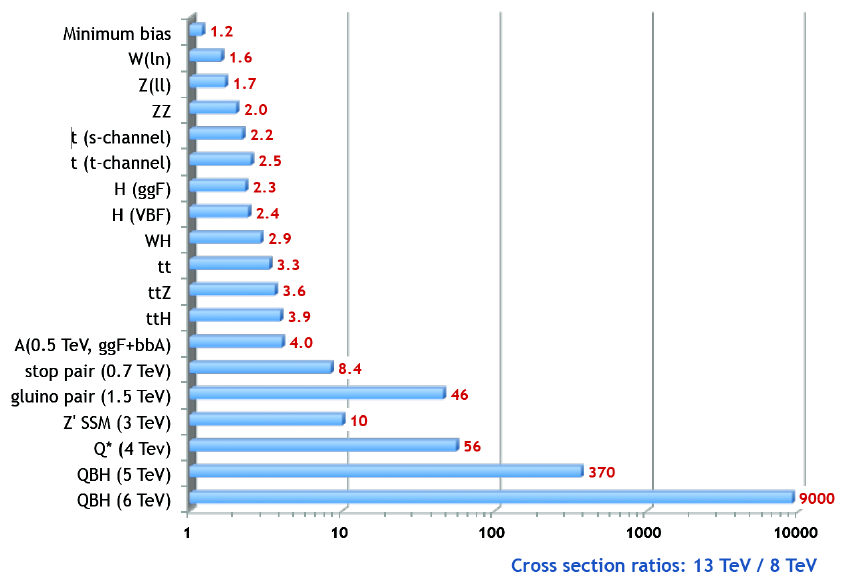 Minimum bias 1.2
W(ln) 1.6
Z(ll) 1.7
ZZ 2.0
t (s-channel) 2.2
t (t-channel) 2.5
H (ggF) 2.3
H (VBF) 2.4
WH 2.9
tt 3.3
ttZ 3.6
ttH 3.9
A(0.5 TeV, ggF+bbA) 4.0
stop pair (0.7 TeV) 8.4
gluino pair (1.5 TeV) 46
Z' SSM (3 TeV) 10
Q* (4 Tev) 56
QBH (5 TeV) 370
QBH (6 TeV) 9000
1 10 100 1000 10000
Cross section ratios: 13 TeV / 8 TeV